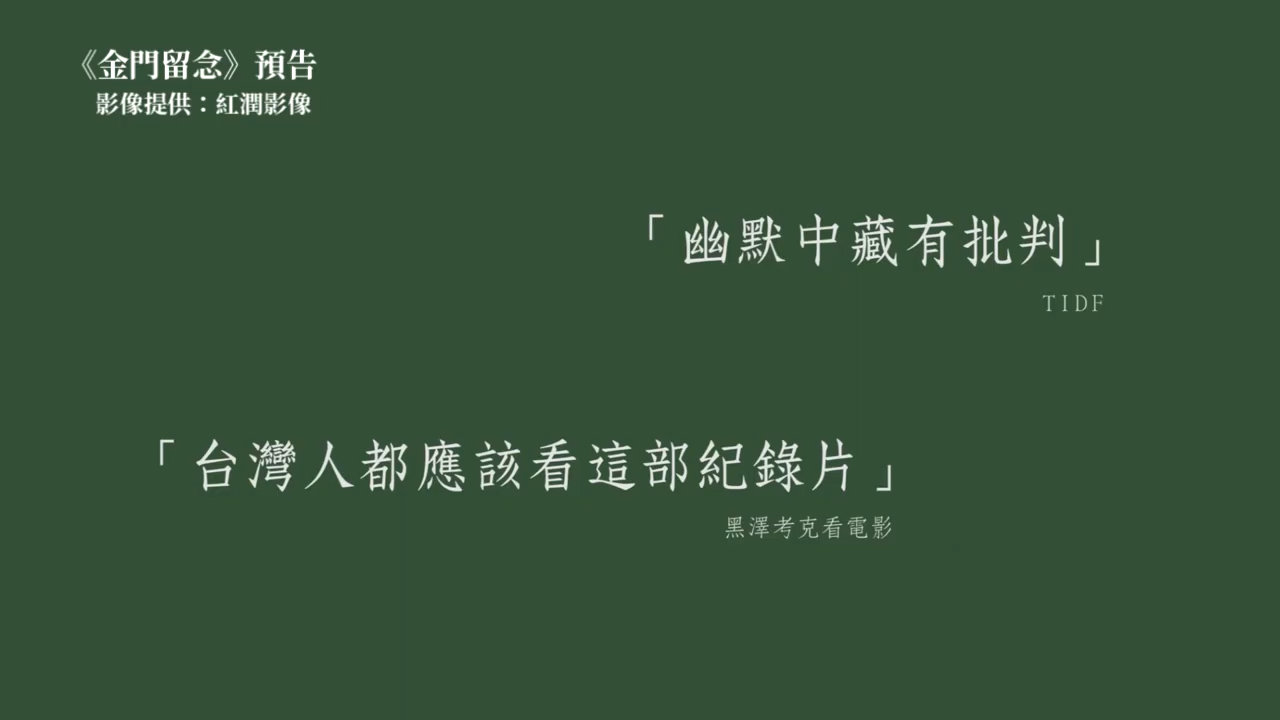 《金門留念》預告
影像提供：紅潤影像
「幽默中藏有批判」
TIDF
「台灣人都應該看這部紀錄片」
黑澤考克看電影